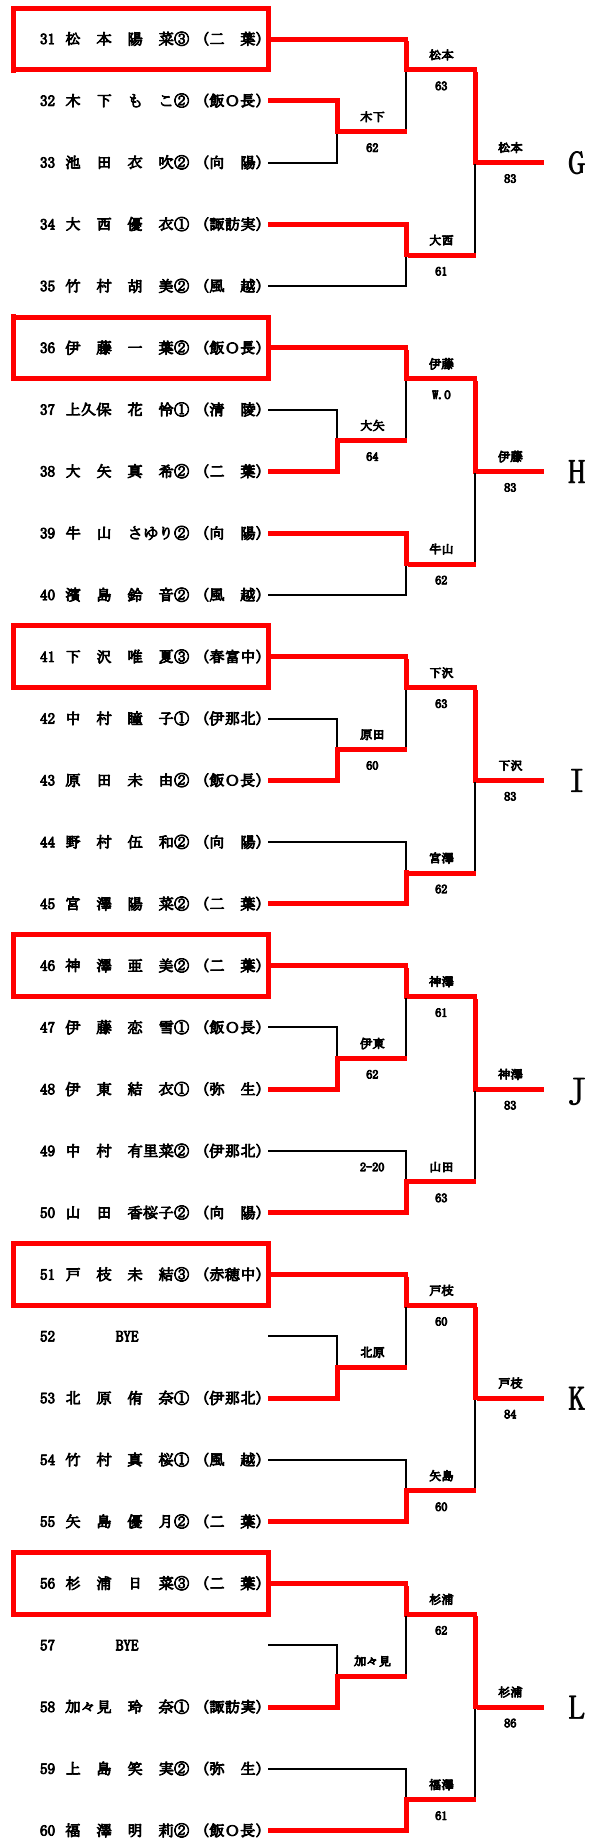 31 松 本 陽 菜③ (二 葉)
松本
63
32 木 下 も こ② (飯O長)
木下
62
松本
83
G
33 池 田 衣 吹② (向 陽)
34 大 西 優 衣① (諏訪実)
大西
61
35 竹 村 胡 美② (風 越)
36 伊 藤 一 葉② (飯O長)
伊藤
W.O
37 上久保 花 怜① (清 陵)
大矢
64
伊藤
83
H
38 大 矢 真 希② (二 葉)
39 牛 山 さゆり② (向 陽)
牛山
62
40 濱 島 鈴 音② (風 越)
41 下 沢 唯 夏③ (春富中)
下沢
63
42 中 村 瞳 子① (伊那北)
原田
60
下沢
83
I
43 原 田 未 由② (飯O長)
44 野 村 伍 和② (向 陽)
宮澤
62
45 宮 澤 陽 菜② (二 葉)
46 神 澤 亜 美② (二 葉)
神澤
61
47 伊 藤 恋 雪① (飯O長)
伊東
62
神澤
83
J
48 伊 東 結 衣① (弥 生)
49 中 村 有里菜② (伊那北)
2-20
山田
63
50 山 田 香桜子② (向 陽)
51 戸 枝 未 結③ (赤穂中)
戸枝
60
52 BYE
北原
戸枝
84
K
53 北 原 侑 奈① (伊那北)
54 竹 村 真 桜① (風 越)
矢島
60
55 矢 島 優 月② (二 葉)
56 杉 浦 日 菜③ (二 葉)
杉浦
62
57 BYE
加々見
杉浦
86
L
58 加々見 玲 奈① (諏訪実)
59 上 島 笑 実② (弥 生)
福澤
61
60 福 澤 明 莉② (飯O長)